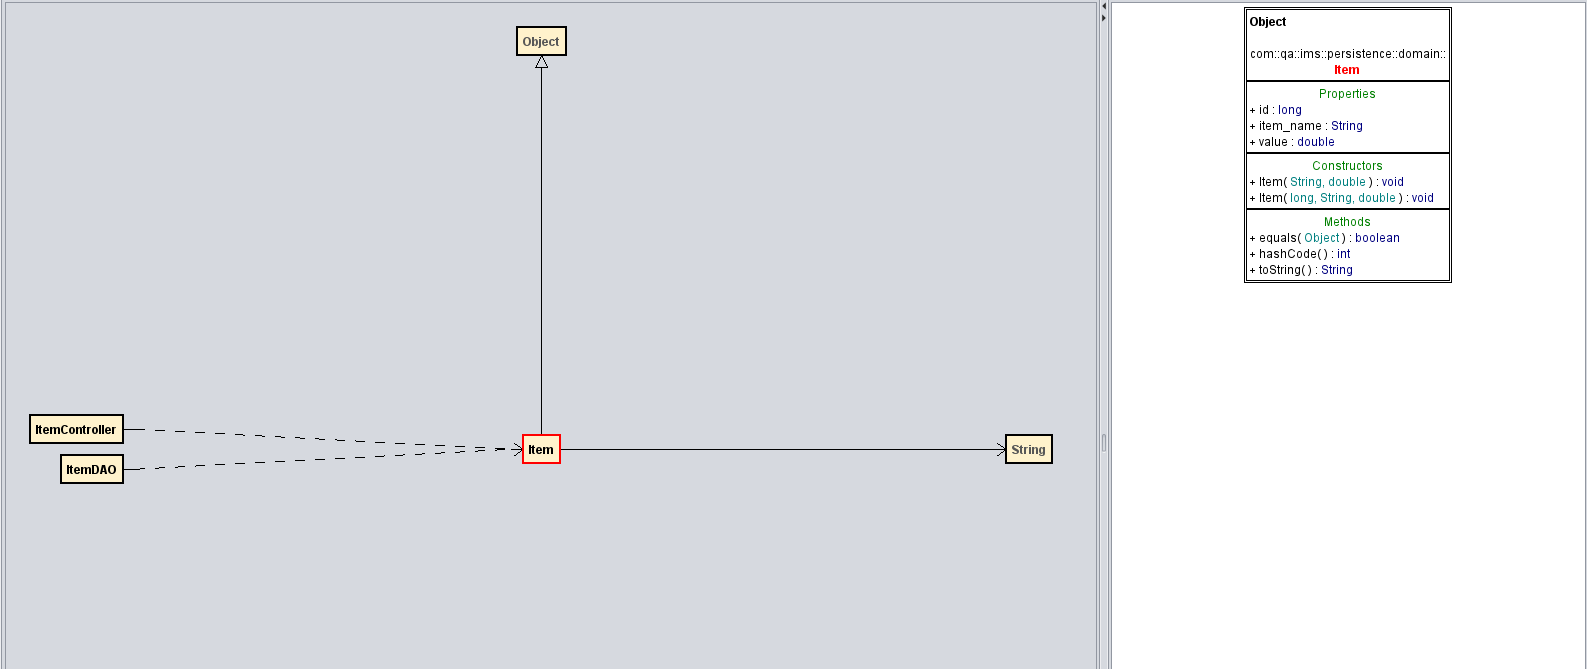 Object
ItemController
ItemDAO
Item
String
Object
com::qa::ims::persistence::domain::
Item
Properties
+ id : long
+ item_name : String
+ value : double
Constructors
+ Item( String, double ) : void
+ Item( long, String, double ) : void
Methods
+ equals( Object ) : boolean
+ hashCode( ) : int
+ toString( ) : String